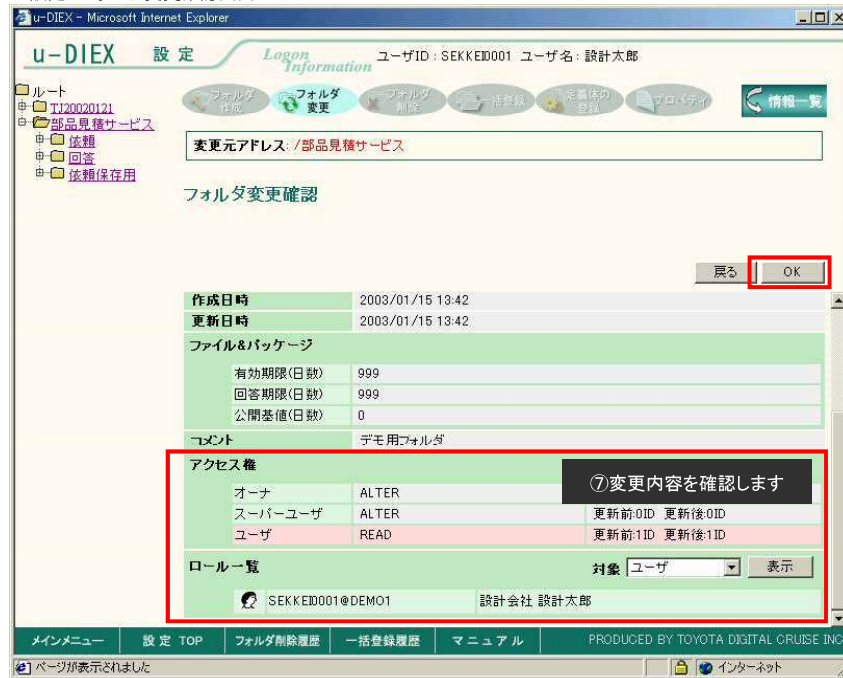 u-DIEX - Microsoft Internet Explorer
u-DIEX 設定 Logon Information ユーザID : SEKKEI0001 ユーザ名 : 設計太郎
ルート
TJ20020121
部品見積サービス
依頼
回答
依頼保存用
フォルダ作成 フォルダ変更 フォルダ削除 一括登録 定義体の登録 プロパティ 情報一覧
変更元アドレス: /部品見積サービス
フォルダ変更確認
戻る OK
作成日時 2003/01/15 13:42
更新日時 2003/01/15 13:42
ファイル&パッケージ
有効期限(日数) 999
回答期限(日数) 999
公開基値(日数) 0
コメント デモ用フォルダ
アクセス権
⑦変更内容を確認します
オーナ ALTER
スーパーユーザ ALTER 更新前:0ID 更新後:0ID
ユーザ READ 更新前:1ID 更新後:1ID
ロール一覧 対象 ユーザ 表示
SEKKEI0001@DEMO1 設計会社 設計太郎
メインメニュー 設定 TOP フォルダ削除履歴 一括登録履歴 マニュアル PRODUCED BY TOYOTA DIGITAL CRUISE INC
ページが表示されました インターネット